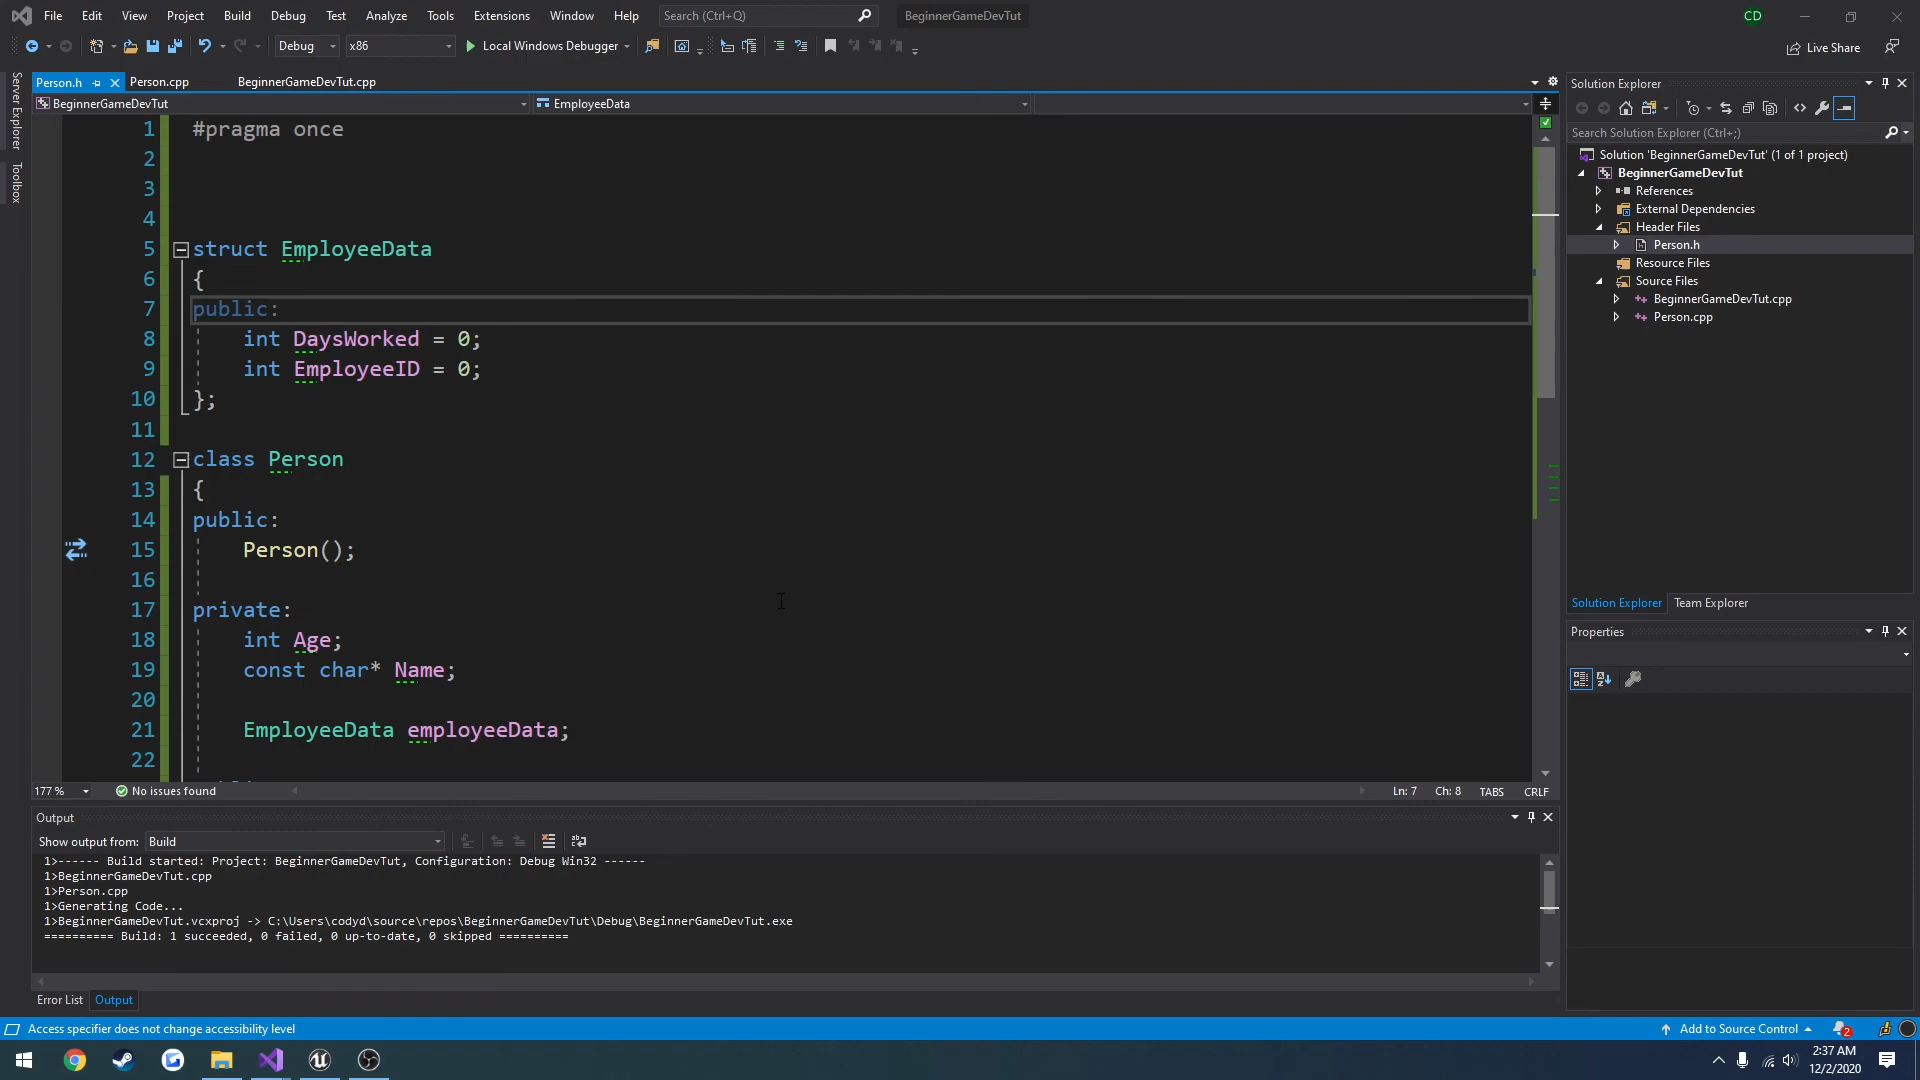 File Edit View Project Build Debug Test Analyze Tools Extensions Window Help Search (Ctrl+Q) BeginnerGameDevTut CD
Debug x86 Local Windows Debugger Live Share
Server Explorer
Toolbox
Person.h Person.cpp BeginnerGameDevTut.cpp
BeginnerGameDevTut EmployeeData
1 #pragma once
2
3
4
5 struct EmployeeData
6 {
7 public:
8 int DaysWorked = 0;
9 int EmployeeID = 0;
10 };
11
12 class Person
13 {
14 public:
15 Person();
16
17 private:
18 int Age;
19 const char* Name;
20
21 EmployeeData employeeData;
22
177 % No issues found Ln: 7 Ch: 8 TABS CRLF
Output
Show output from: Build
1>------ Build started: Project: BeginnerGameDevTut, Configuration: Debug Win32 ------
1>BeginnerGameDevTut.cpp
1>Person.cpp
1>Generating Code...
1>BeginnerGameDevTut.vcxproj -> C:\Users\codyd\source\repos\BeginnerGameDevTut\Debug\BeginnerGameDevTut.exe
========== Build: 1 succeeded, 0 failed, 0 up-to-date, 0 skipped ==========
Error List Output
Solution Explorer
Search Solution Explorer (Ctrl+;)
Solution 'BeginnerGameDevTut' (1 of 1 project)
BeginnerGameDevTut
References
External Dependencies
Header Files
Person.h
Resource Files
Source Files
BeginnerGameDevTut.cpp
Person.cpp
Solution Explorer Team Explorer
Properties
Access specifier does not change accessibility level Add to Source Control 2
2:37 AM
12/2/2020